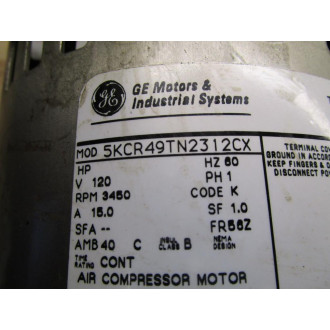 GE Motors &
Industrial Systems
MOD 5KCR49TN2312CX
HP HZ 60
V 120 PH 1
RPM 3450 CODE K
A 15.0 SF 1.0
SFA -- FR56Z
AMB 40 C INSUL CLASS B NEMA DESIGN
TIME RATING CONT
AIR COMPRESSOR MOTOR
TERMINAL CO
GROUND IN ACCORDA
KEEP FINGERS &
DISCONNECT PO